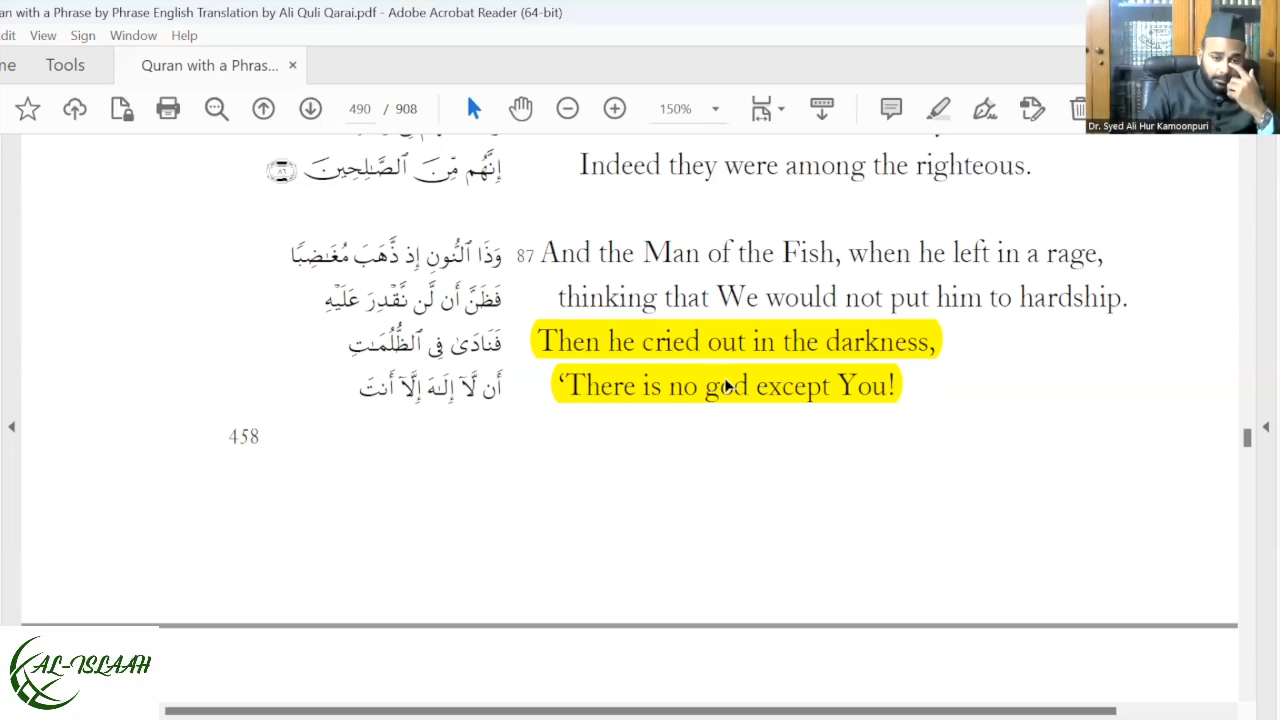 an with a Phrase by Phrase English Translation by Ali Quli Qarai.pdf - Adobe Acrobat Reader (64-bit)
dit View Sign Window Help
me Tools Quran with a Phras... ×
490 / 908 150%
Dr. Syed Ali Hur Kamoonpuri
إِنَّهُم مِّنَ ٱلصَّـٰلِحِينَ ٨٦ Indeed they were among the righteous.
وَذَا ٱلنُّونِ إِذ ذَّهَبَ مُغَـٰضِبًا 87 And the Man of the Fish, when he left in a rage,
فَظَنَّ أَن لَّن نَّقْدِرَ عَلَيْهِ thinking that We would not put him to hardship.
فَنَادَىٰ فِى ٱلظُّلُمَـٰتِ Then he cried out in the darkness,
أَن لَّآ إِلَـٰهَ إِلَّآ أَنتَ ‘There is no god except You!
458
AL-ISLAAH